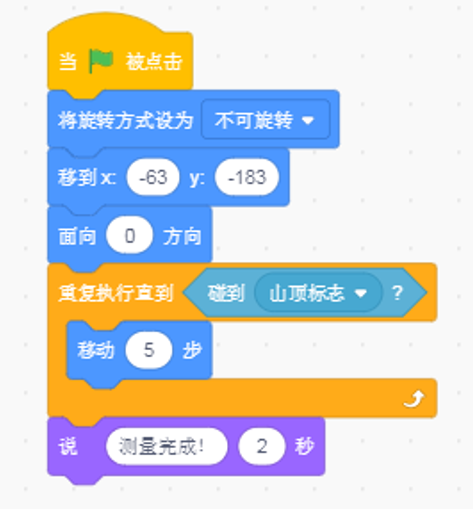 当 被点击
将旋转方式设为 不可旋转
移到 x: -63 y: -183
面向 0 方向
重复执行直到 碰到 山顶标志 ?
移动 5 步
说 测量完成! 2 秒